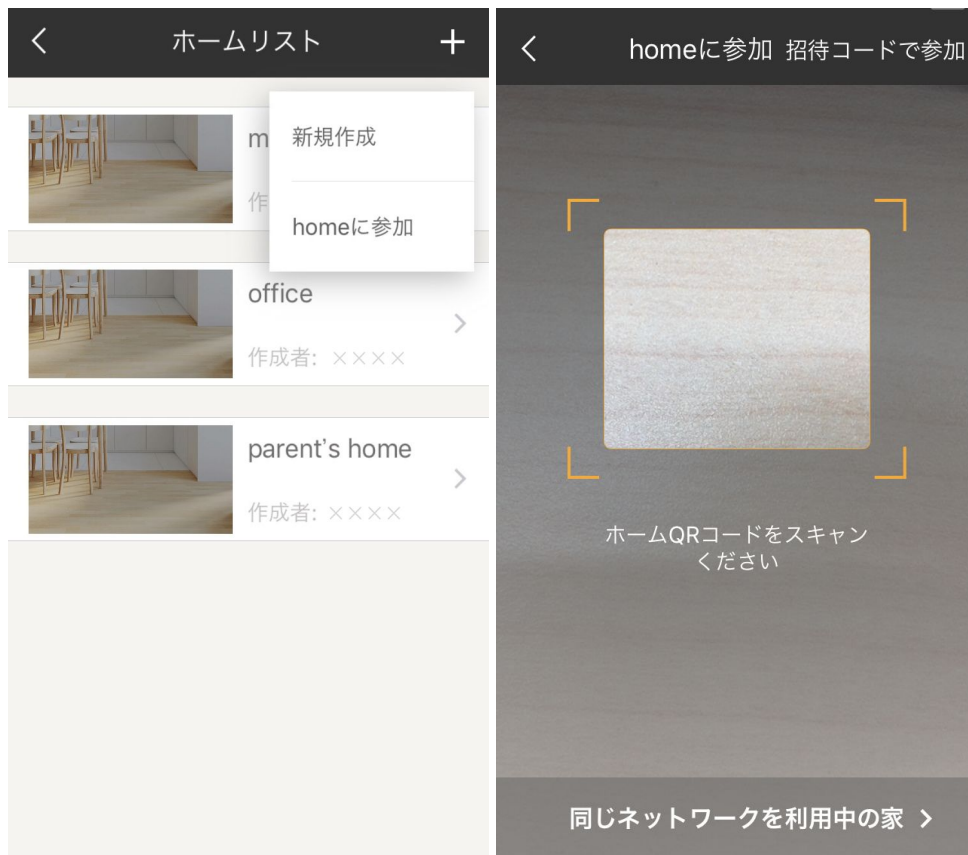 ホームリスト
新規作成
homeに参加
m
作
office
作成者: ××××
parent's home
作成者: ××××
homeに参加 招待コードで参加
ホームQRコードをスキャン
ください
同じネットワークを利用中の家